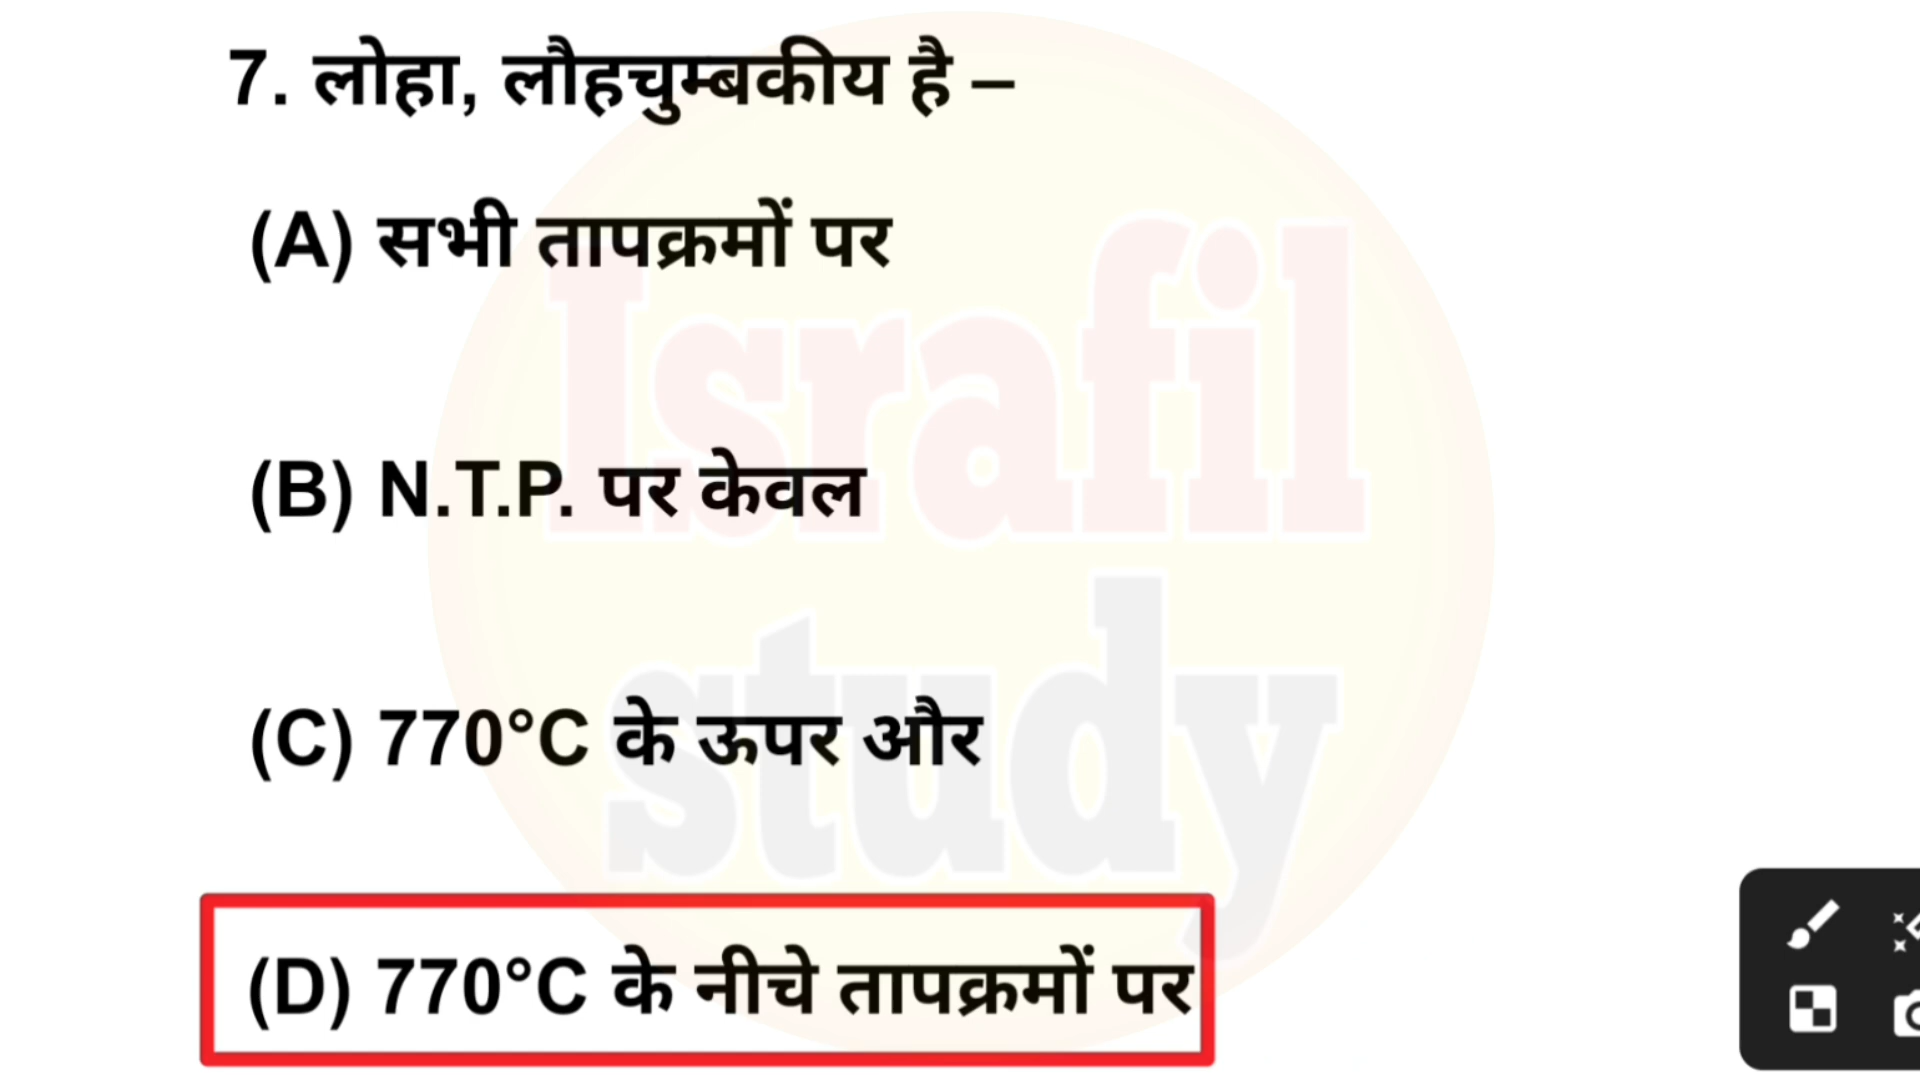 7. लोहा, लौहचुम्बकीय है –
(A) सभी तापक्रमों पर
(B) N.T.P. पर केवल
(C) 770°C के ऊपर और
(D) 770°C के नीचे तापक्रमों पर
Israfil
study